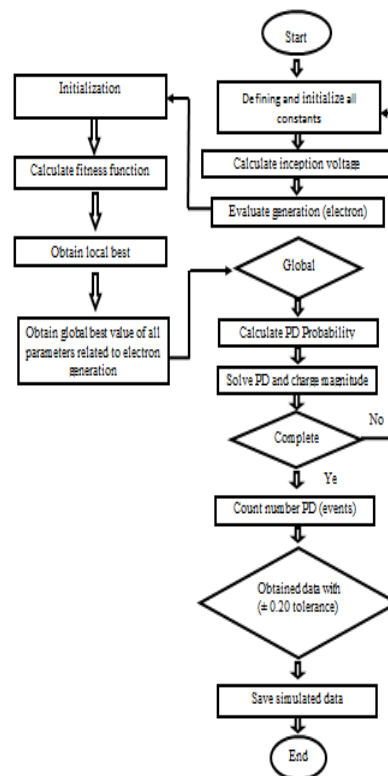 Start
Initialization
Defining and initialize all
constants
Calculate fitness function
Calculate inception voltage
Evaluate generation (electron)
Obtain local best
Global
Obtain global best value of all
parameters related to electron
generation
Calculate PD Probability
Solve PD and charge magnitude
No
Complete
Ye
Count number PD (events)
Obtained data with
(± 0.20 tolerance)
Save simulated data
End